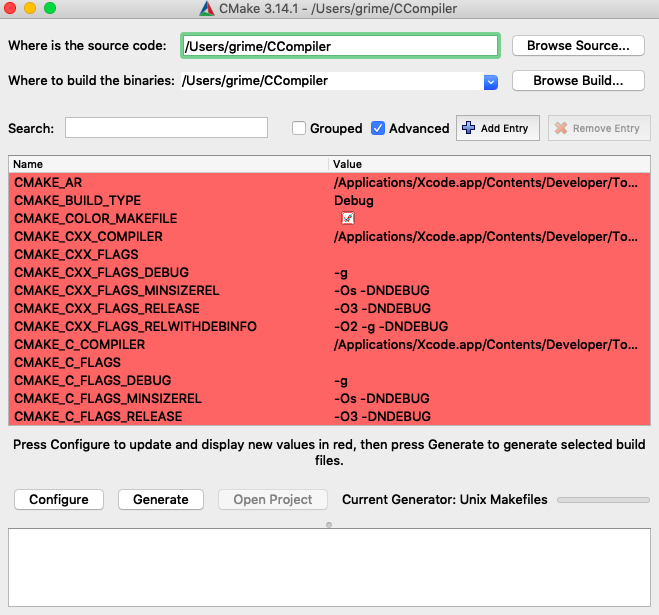 CMake 3.14.1 - /Users/grime/CCompiler
Where is the source code: /Users/grime/CCompiler Browse Source...
Where to build the binaries: /Users/grime/CCompiler Browse Build...
Search: Grouped Advanced Add Entry Remove Entry
Name Value
CMAKE_AR /Applications/Xcode.app/Contents/Developer/To...
CMAKE_BUILD_TYPE Debug
CMAKE_COLOR_MAKEFILE
CMAKE_CXX_COMPILER /Applications/Xcode.app/Contents/Developer/To...
CMAKE_CXX_FLAGS
CMAKE_CXX_FLAGS_DEBUG -g
CMAKE_CXX_FLAGS_MINSIZEREL -Os -DNDEBUG
CMAKE_CXX_FLAGS_RELEASE -O3 -DNDEBUG
CMAKE_CXX_FLAGS_RELWITHDEBINFO -O2 -g -DNDEBUG
CMAKE_C_COMPILER /Applications/Xcode.app/Contents/Developer/To...
CMAKE_C_FLAGS
CMAKE_C_FLAGS_DEBUG -g
CMAKE_C_FLAGS_MINSIZEREL -Os -DNDEBUG
CMAKE_C_FLAGS_RELEASE -O3 -DNDEBUG
Press Configure to update and display new values in red, then press Generate to generate selected build
files.
Configure Generate Open Project Current Generator: Unix Makefiles